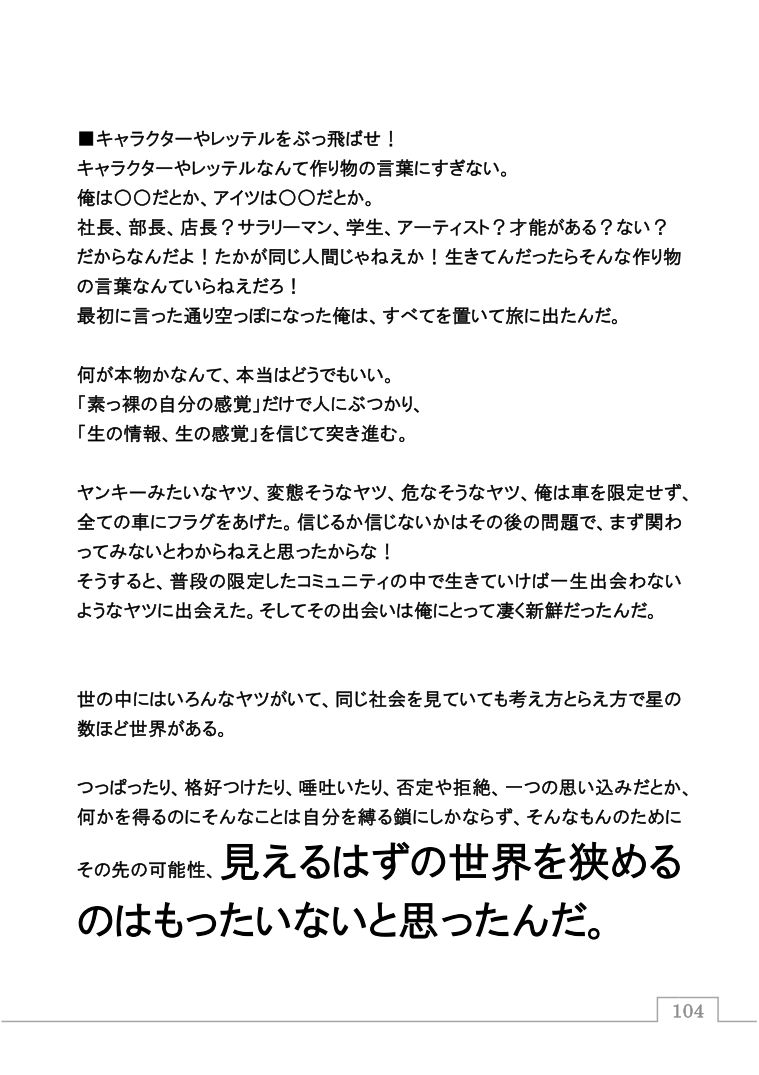 ■キャラクターやレッテルをぶっ飛ばせ！
キャラクターやレッテルなんて作り物の言葉にすぎない。
俺は〇〇だとか、アイツは〇〇だとか。
社長、部長、店長？サラリーマン、学生、アーティスト？才能がある？ない？
だからなんだよ！たかが同じ人間じゃねえか！生きてんだったらそんな作り物
の言葉なんていらねえだろ！
最初に言った通り空っぽになった俺は、すべてを置いて旅に出たんだ。
何が本物かなんて、本当はどうでもいい。
「素っ裸の自分の感覚」だけで人にぶつかり、
「生の情報、生の感覚」を信じて突き進む。
ヤンキーみたいなヤツ、変態そうなヤツ、危なそうなヤツ、俺は車を限定せず、
全ての車にフラグをあげた。信じるか信じないかはその後の問題で、まず関わ
ってみないとわからねえと思ったからな！
そうすると、普段の限定したコミュニティの中で生きていけば一生出会わない
ようなヤツに出会えた。そしてその出会いは俺にとって凄く新鮮だったんだ。
世の中にはいろんなヤツがいて、同じ社会を見ていても考え方とらえ方で星の
数ほど世界がある。
つっぱったり、格好つけたり、唾吐いたり、否定や拒絶、一つの思い込みだとか、
何かを得るのにそんなことは自分を縛る鎖にしかならず、そんなもんのために
その先の可能性、見えるはずの世界を狭める
のはもったいないと思ったんだ。
104